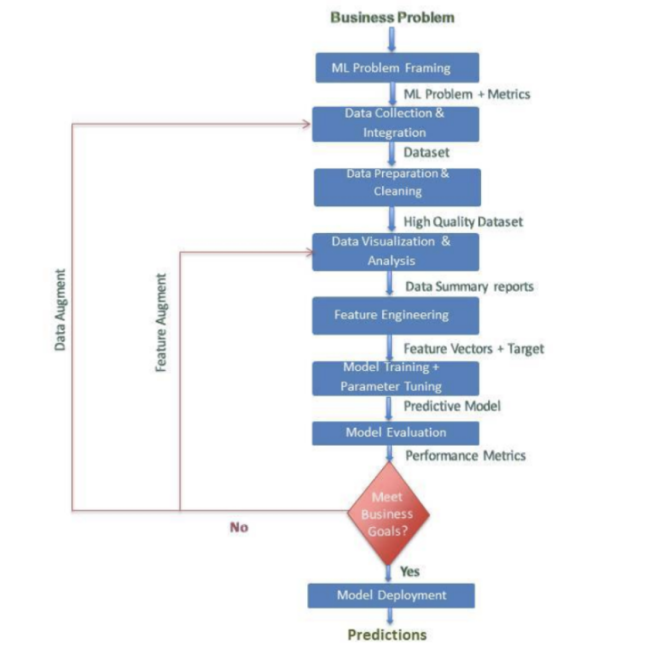 Business Problem
ML Problem Framing
ML Problem + Metrics
Data Collection &
Integration
Dataset
Data Preparation &
Cleaning
High Quality Dataset
Data Visualization &
Analysis
Data Summary reports
Feature Engineering
Feature Vectors + Target
Model Training +
Parameter Tuning
Predictive Model
Model Evaluation
Performance Metrics
Meet
Business
Goals?
No
Data Augment
Feature Augment
Yes
Model Deployment
Predictions